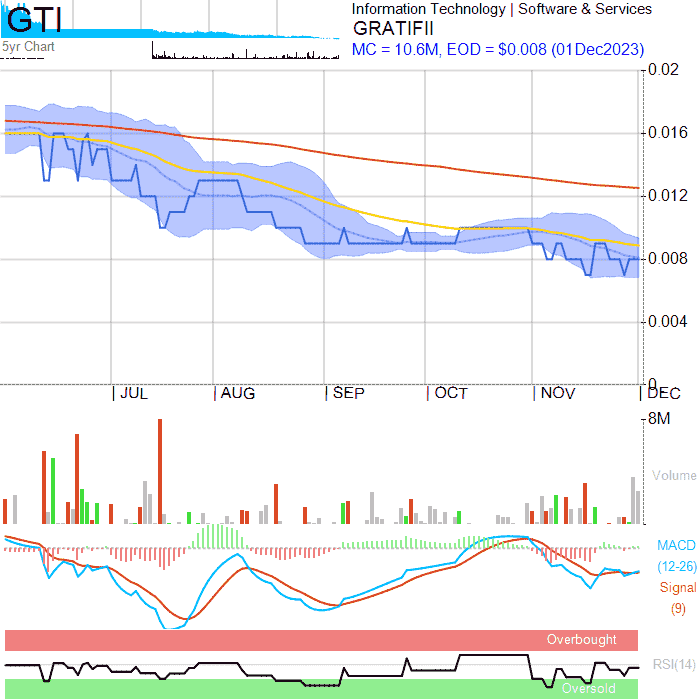 GTI
5yr Chart
Information Technology | Software & Services
GRATIFII
MC = 10.6M, EOD = $0.008 (01Dec2023)
0.02
0.016
0.012
0.008
0.004
0
JUL AUG SEP OCT NOV DEC
8M
Volume
MACD
(12-26)
Signal
(9)
Overbought
RSI(14)
Oversold